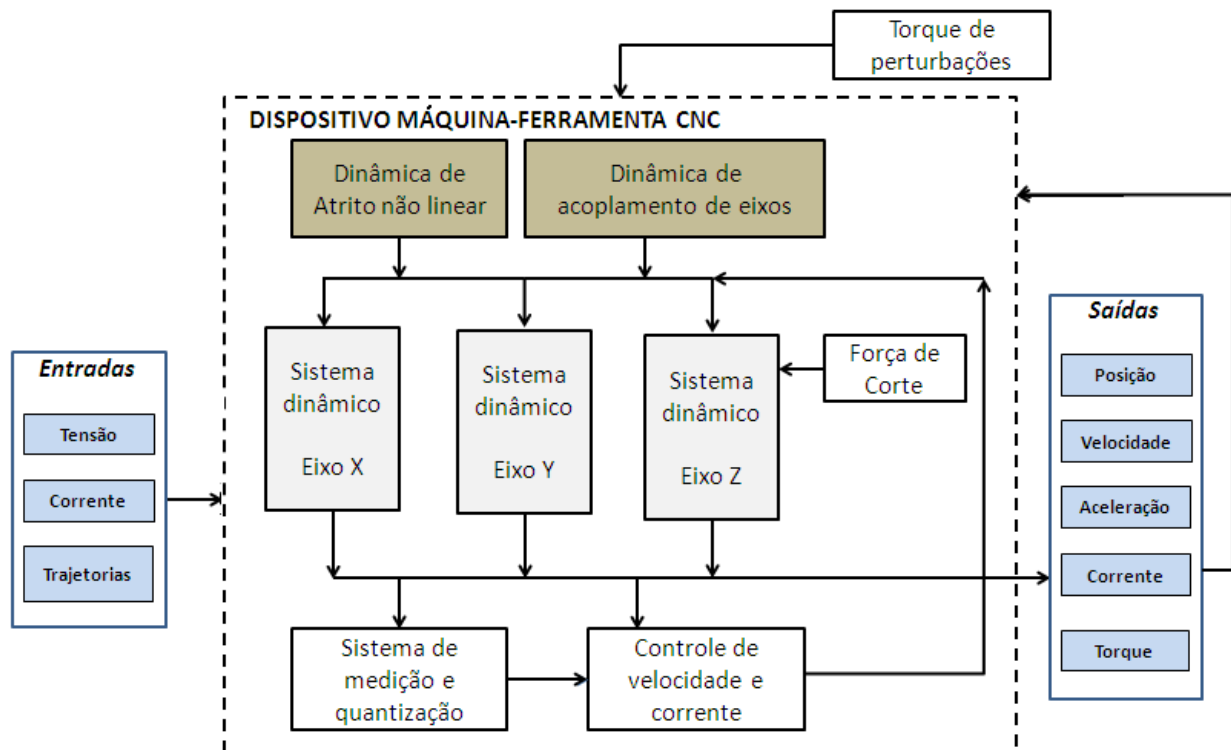 Torque de
perturbações
DISPOSITIVO MÁQUINA-FERRAMENTA CNC
Dinâmica de
Atrito não linear
Dinâmica de
acoplamento de eixos
Entradas
Tensão
Corrente
Trajetorias
Sistema
dinâmico
Eixo X
Sistema
dinâmico
Eixo Y
Sistema
dinâmico
Eixo Z
Força de
Corte
Saídas
Posição
Velocidade
Aceleração
Corrente
Torque
Sistema de
medição e
quantização
Controle de
velocidade e
corrente